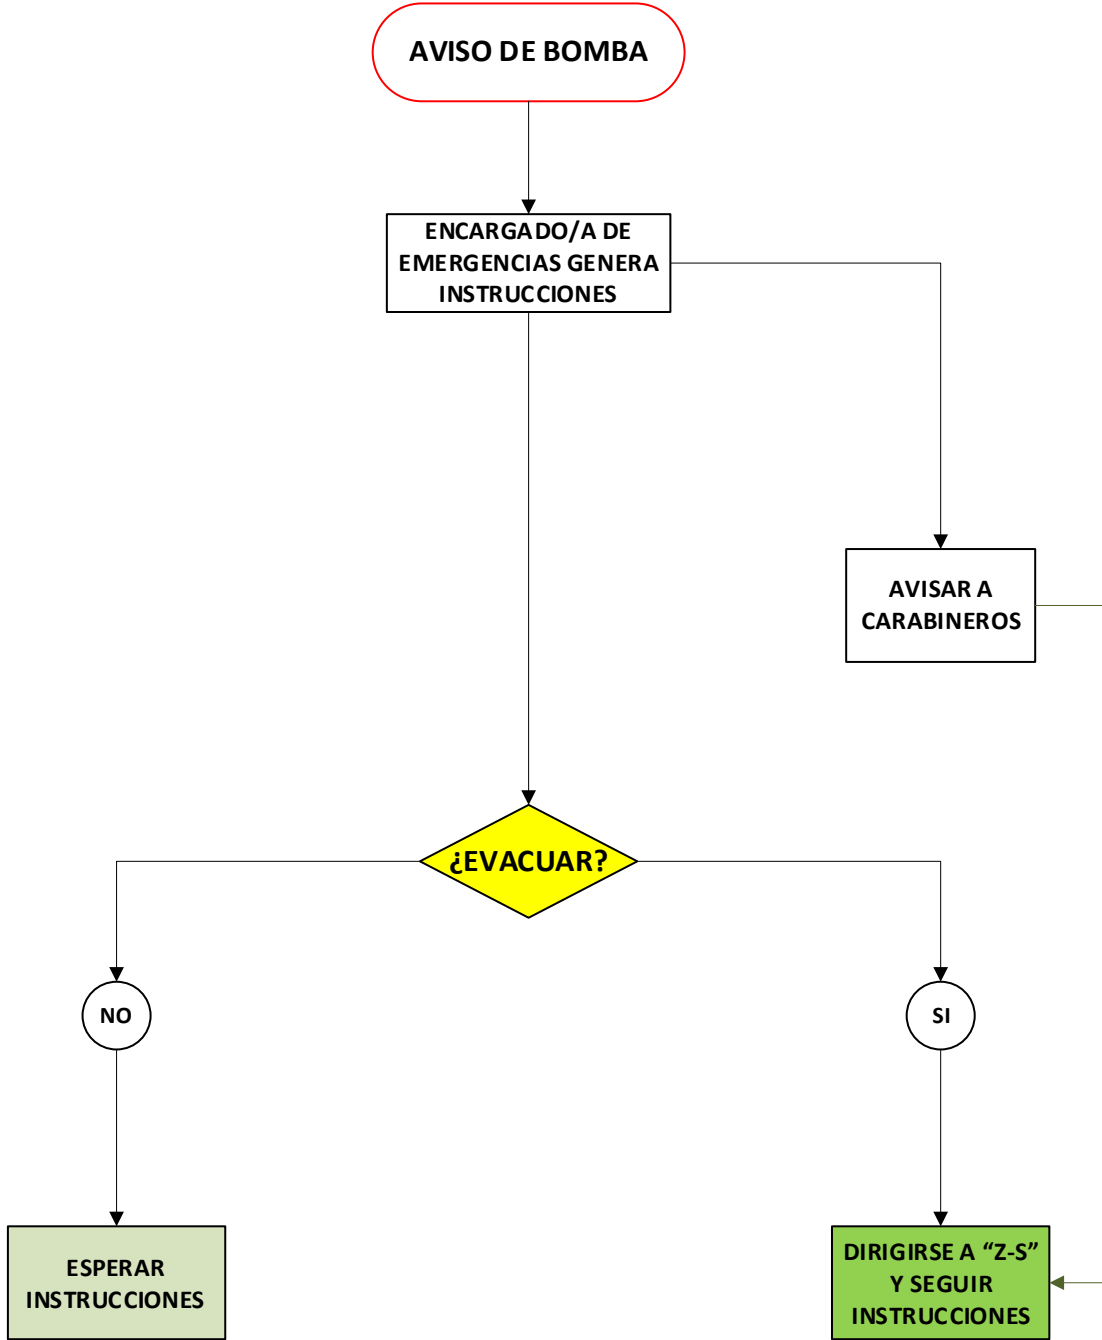 AVISO DE BOMBA
ENCARGADO/A DE
EMERGENCIAS GENERA
INSTRUCCIONES
AVISAR A
CARABINEROS
¿EVACUAR?
NO
SI
ESPERAR
INSTRUCCIONES
DIRIGIRSE A “Z-S”
Y SEGUIR
INSTRUCCIONES